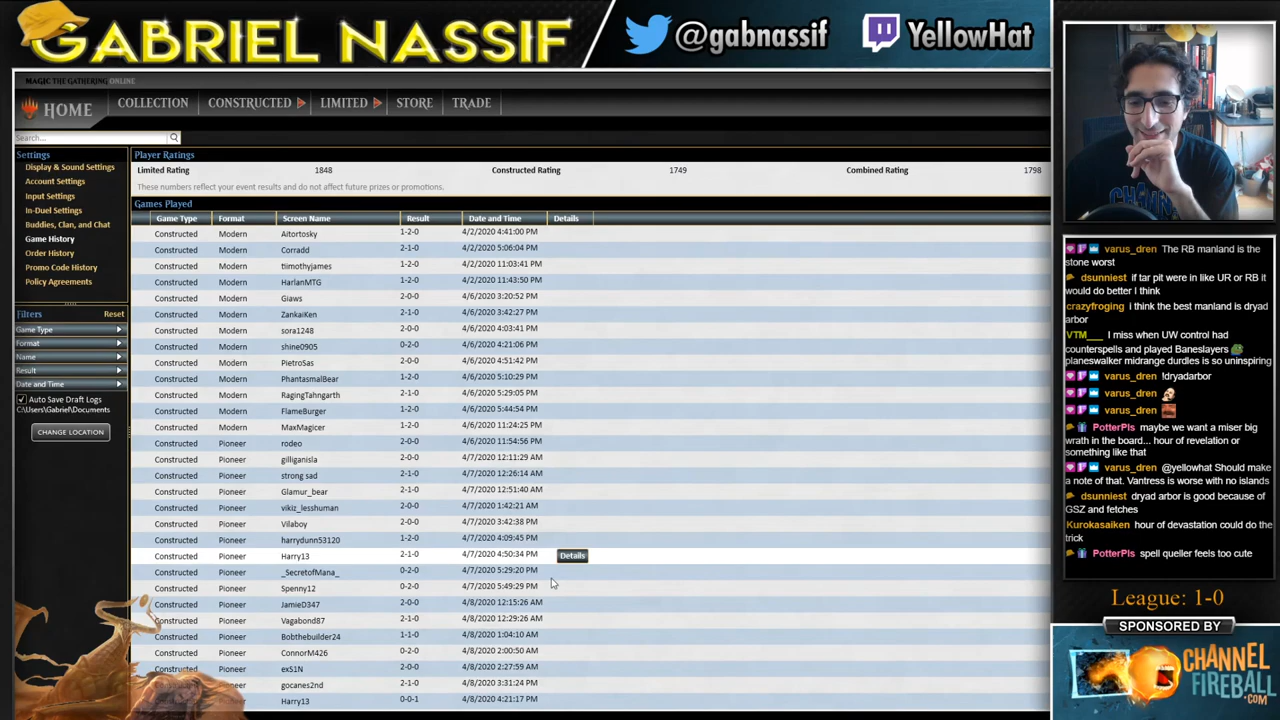 GABRIEL NASSIF
@gabnassif
YellowHat
MAGIC THE GATHERING ONLINE
HOME
COLLECTION
CONSTRUCTED
LIMITED
STORE
TRADE
Search...
Settings
Display & Sound Settings
Account Settings
Input Settings
In-Duel Settings
Buddies, Clan, and Chat
Game History
Order History
Promo Code History
Policy Agreements
Filters Reset
Game Type
Format
Name
Result
Date and Time
Auto Save Draft Logs
C:\Users\Gabriel\Documents
CHANGE LOCATION
Player Ratings
Limited Rating 1848 Constructed Rating 1749 Combined Rating 1798
These numbers reflect your event results and do not affect future prizes or promotions.
Games Played
Game Type Format Screen Name Result Date and Time Details
Constructed Modern Aitortosky 1-2-0 4/2/2020 4:41:00 PM
Constructed Modern Corradd 2-1-0 4/2/2020 5:06:04 PM
Constructed Modern tiimothyjames 1-2-0 4/2/2020 11:03:41 PM
Constructed Modern HarlanMTG 1-2-0 4/2/2020 11:43:50 PM
Constructed Modern Giaws 2-0-0 4/6/2020 3:20:52 PM
Constructed Modern ZankaiKen 2-1-0 4/6/2020 3:42:27 PM
Constructed Modern sora1248 2-0-0 4/6/2020 4:03:41 PM
Constructed Modern shine0905 0-2-0 4/6/2020 4:21:06 PM
Constructed Modern PietroSas 2-0-0 4/6/2020 4:51:42 PM
Constructed Modern PhantasmalBear 1-2-0 4/6/2020 5:10:29 PM
Constructed Modern RagingTahngarth 2-1-0 4/6/2020 5:29:05 PM
Constructed Modern FlameBurger 1-2-0 4/6/2020 5:44:54 PM
Constructed Modern MaxMagicer 1-2-0 4/6/2020 11:24:25 PM
Constructed Pioneer rodeo 2-0-0 4/6/2020 11:54:56 PM
Constructed Pioneer gilliganisla 2-0-0 4/7/2020 12:11:29 AM
Constructed Pioneer strong sad 2-1-0 4/7/2020 12:26:14 AM
Constructed Pioneer Glamur_bear 2-1-0 4/7/2020 12:51:40 AM
Constructed Pioneer vikiz_lesshuman 2-0-0 4/7/2020 1:42:21 AM
Constructed Pioneer Vilaboy 2-0-0 4/7/2020 3:42:38 PM
Constructed Pioneer harrydunn53120 1-2-0 4/7/2020 4:09:45 PM
Constructed Pioneer Harry13 2-1-0 4/7/2020 4:50:34 PM Details
Constructed Pioneer _SecretofMana_ 0-2-0 4/7/2020 5:29:20 PM
Constructed Pioneer Spenny12 0-2-0 4/7/2020 5:49:29 PM
Constructed Pioneer JamieD347 2-0-0 4/8/2020 12:15:26 AM
Constructed Pioneer Vagabond87 2-1-0 4/8/2020 12:29:26 AM
Constructed Pioneer Bobthebuilder24 1-1-0 4/8/2020 1:04:10 AM
Constructed Pioneer ConnorM426 0-2-0 4/8/2020 2:00:50 AM
Pioneer exS1N 2-0-0 4/8/2020 2:27:59 AM
Constructed Pioneer gocanes2nd 2-1-0 4/8/2020 3:31:24 PM
Constructed Pioneer Harry13 0-0-1 4/8/2020 4:21:17 PM
varus_dren The RB manland is the
stone worst
dsunniest if tar pit were in like UR or RB it
would do better I think
crazyfroging i think the best manland is dryad
arbor
VTM___ I miss when UW control had
counterspells and played Baneslayers
planeswalker midrange durdles is so uninspiring
varus_dren !dryadarbor
varus_dren
varus_dren
PotterPls maybe we want a miser big
wrath in the board... hour of revelation or
something like that
varus_dren @yellowhat Should make
a note of that. Vantress is worse with no islands
dsunniest dryad arbor is good because of
GSZ and fetches
Kurokasaiken hour of devastation could do the
trick
PotterPls spell queller feels too cute
League: 1-0
SPONSORED BY
CHANNEL
FIREBALL
.COM